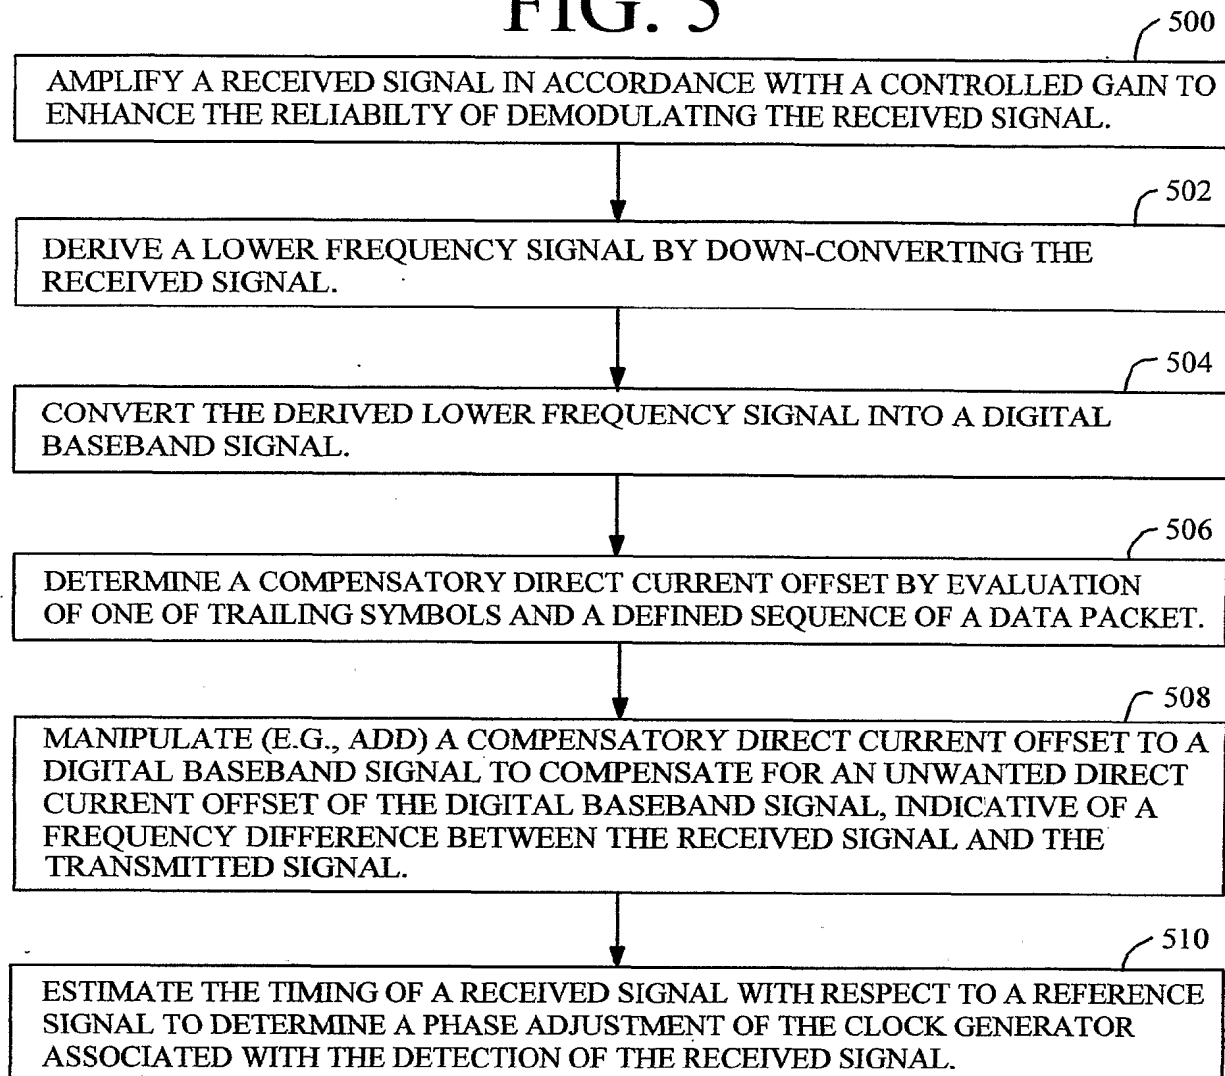 FIG. 5
500
AMPLIFY A RECEIVED SIGNAL IN ACCORDANCE WITH A CONTROLLED GAIN TO
ENHANCE THE RELIABILTY OF DEMODULATING THE RECEIVED SIGNAL.
502
DERIVE A LOWER FREQUENCY SIGNAL BY DOWN-CONVERTING THE
RECEIVED SIGNAL.
504
CONVERT THE DERIVED LOWER FREQUENCY SIGNAL INTO A DIGITAL
BASEBAND SIGNAL.
506
DETERMINE A COMPENSATORY DIRECT CURRENT OFFSET BY EVALUATION
OF ONE OF TRAILING SYMBOLS AND A DEFINED SEQUENCE OF A DATA PACKET.
508
MANIPULATE (E.G., ADD) A COMPENSATORY DIRECT CURRENT OFFSET TO A
DIGITAL BASEBAND SIGNAL TO COMPENSATE FOR AN UNWANTED DIRECT
CURRENT OFFSET OF THE DIGITAL BASEBAND SIGNAL, INDICATIVE OF A
FREQUENCY DIFFERENCE BETWEEN THE RECEIVED SIGNAL AND THE
TRANSMITTED SIGNAL.
510
ESTIMATE THE TIMING OF A RECEIVED SIGNAL WITH RESPECT TO A REFERENCE
SIGNAL TO DETERMINE A PHASE ADJUSTMENT OF THE CLOCK GENERATOR
ASSOCIATED WITH THE DETECTION OF THE RECEIVED SIGNAL.